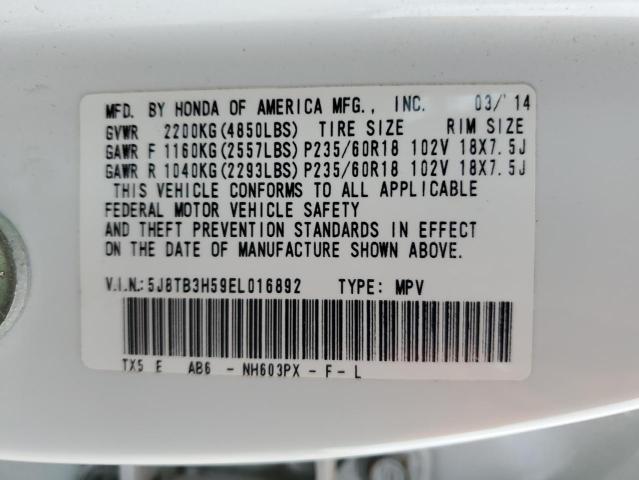 MFD. BY HONDA OF AMERICA MFG., INC. 03/'14
GVWR 2200KG(4850LBS) TIRE SIZE RIM SIZE
GAWR F 1160KG(2557LBS) P235/60R18 102V 18X7.5J
GAWR R 1040KG(2293LBS) P235/60R18 102V 18X7.5J
THIS VEHICLE CONFORMS TO ALL APPLICABLE
FEDERAL MOTOR VEHICLE SAFETY
AND THEFT PREVENTION STANDARDS IN EFFECT
ON THE DATE OF MANUFACTURE SHOWN ABOVE.
V.I.N.: 5J8TB3H59EL016892 TYPE: MPV
TX5 E AB6 - NH603PX - F - L